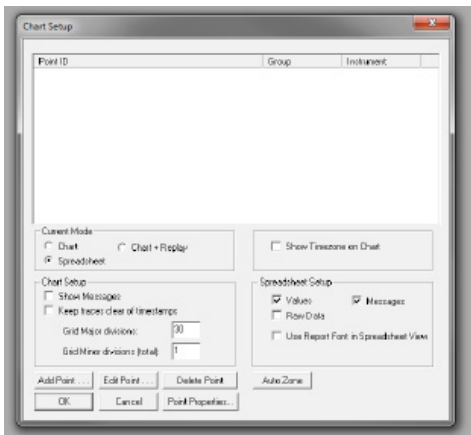 Chart Setup
Point ID Group Instrument
Current Mode
Chart Chart + Replay
Spreadsheet
Show Timezone on Chart
Chart Setup
Show Messages
Keep traces clear of timestamps
Grid Major divisions: 30
Grid Minor divisions (total): 1
Spreadsheet Setup
Values Messages
Raw Data
Use Report Font in Spreadsheet View
Add Point . . . Edit Point . . . Delete Point Auto Zone
OK Cancel Point Properties...